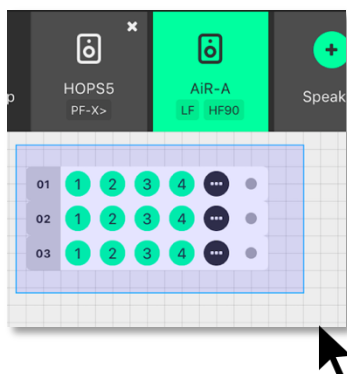 p
HOPS5
PF-X>
AiR-A
LF HF90
Speak
01 1 2 3 4
02 1 2 3 4
03 1 2 3 4